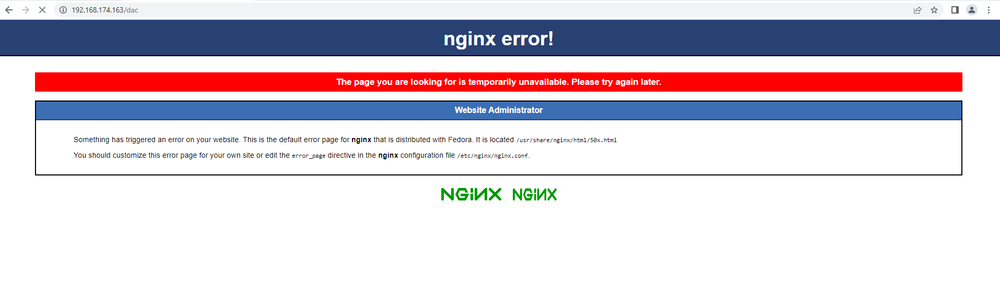 192.168.174.163/dac
nginx error!
The page you are looking for is temporarily unavailable. Please try again later.
Website Administrator
Something has triggered an error on your website. This is the default error page for nginx that is distributed with Fedora. It is located /usr/share/nginx/html/50x.html
You should customize this error page for your own site or edit the error_page directive in the nginx configuration file /etc/nginx/nginx.conf.
NGINX NGINX